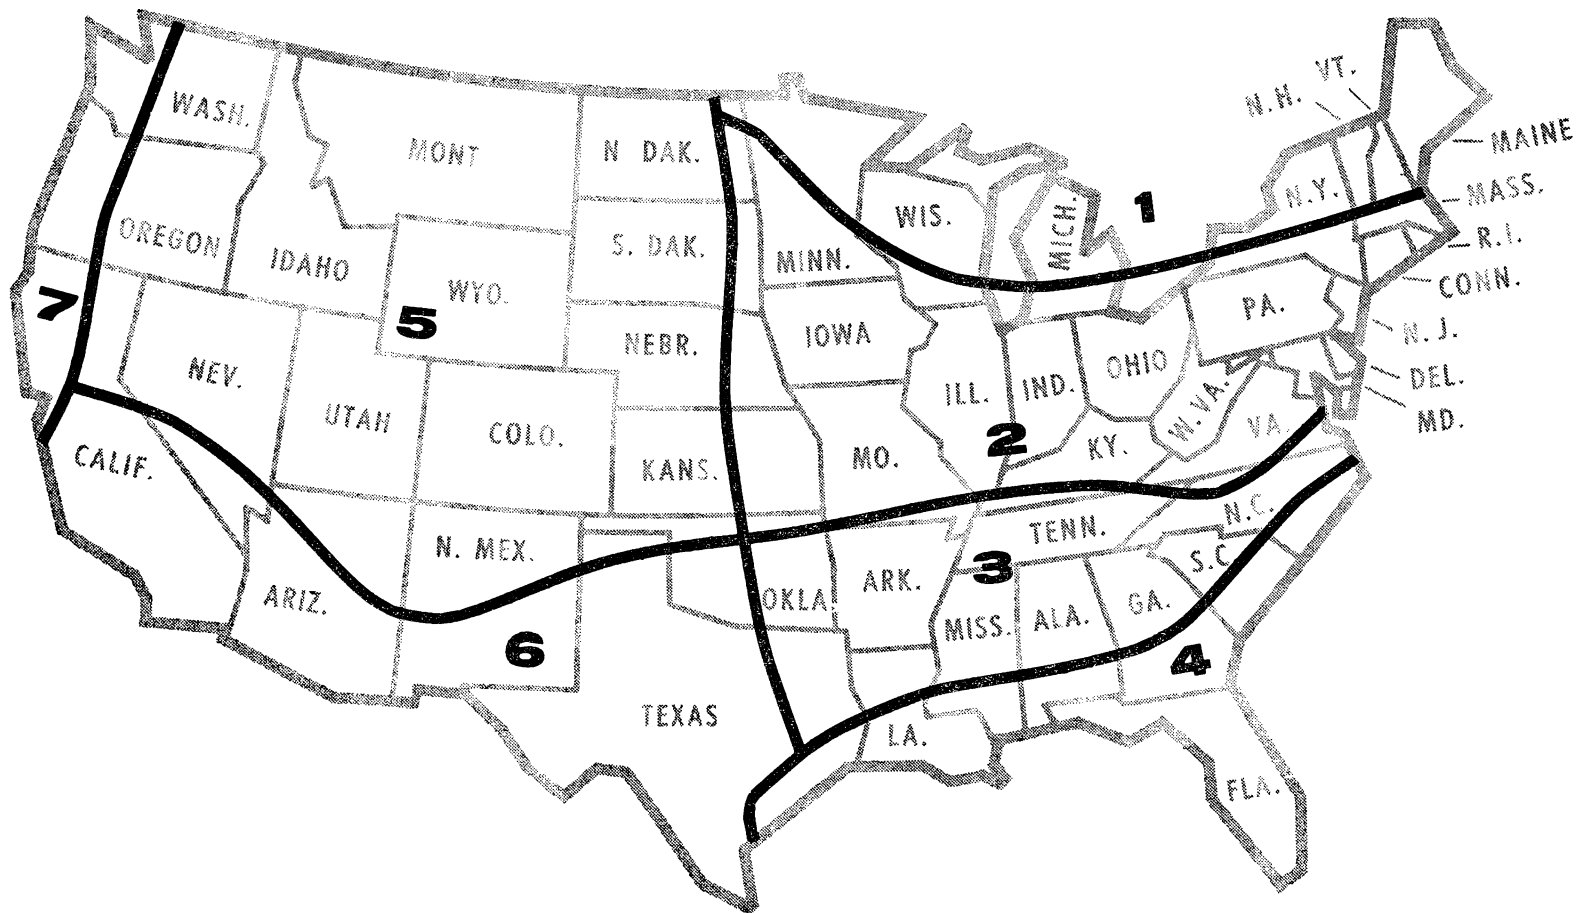 VT.
N.H.
WASH.
MAINE
MONT
N DAK.
N.Y.
MASS.
1
WIS.
MICH.
OREGON
S. DAK.
R.I.
IDAHO
MINN.
CONN.
WYO.
7
5
PA.
IOWA
N.J.
NEBR.
OHIO
NEV.
DEL.
ILL.
IND.
W.VA.
MD.
UTAH
COLO.
VA.
2
KY.
CALIF.
KANS.
MO.
N.C.
TENN.
N. MEX.
S.C.
3
ARK.
ARIZ.
OKLA.
GA.
MISS.
ALA.
6
4
TEXAS
LA.
FLA.